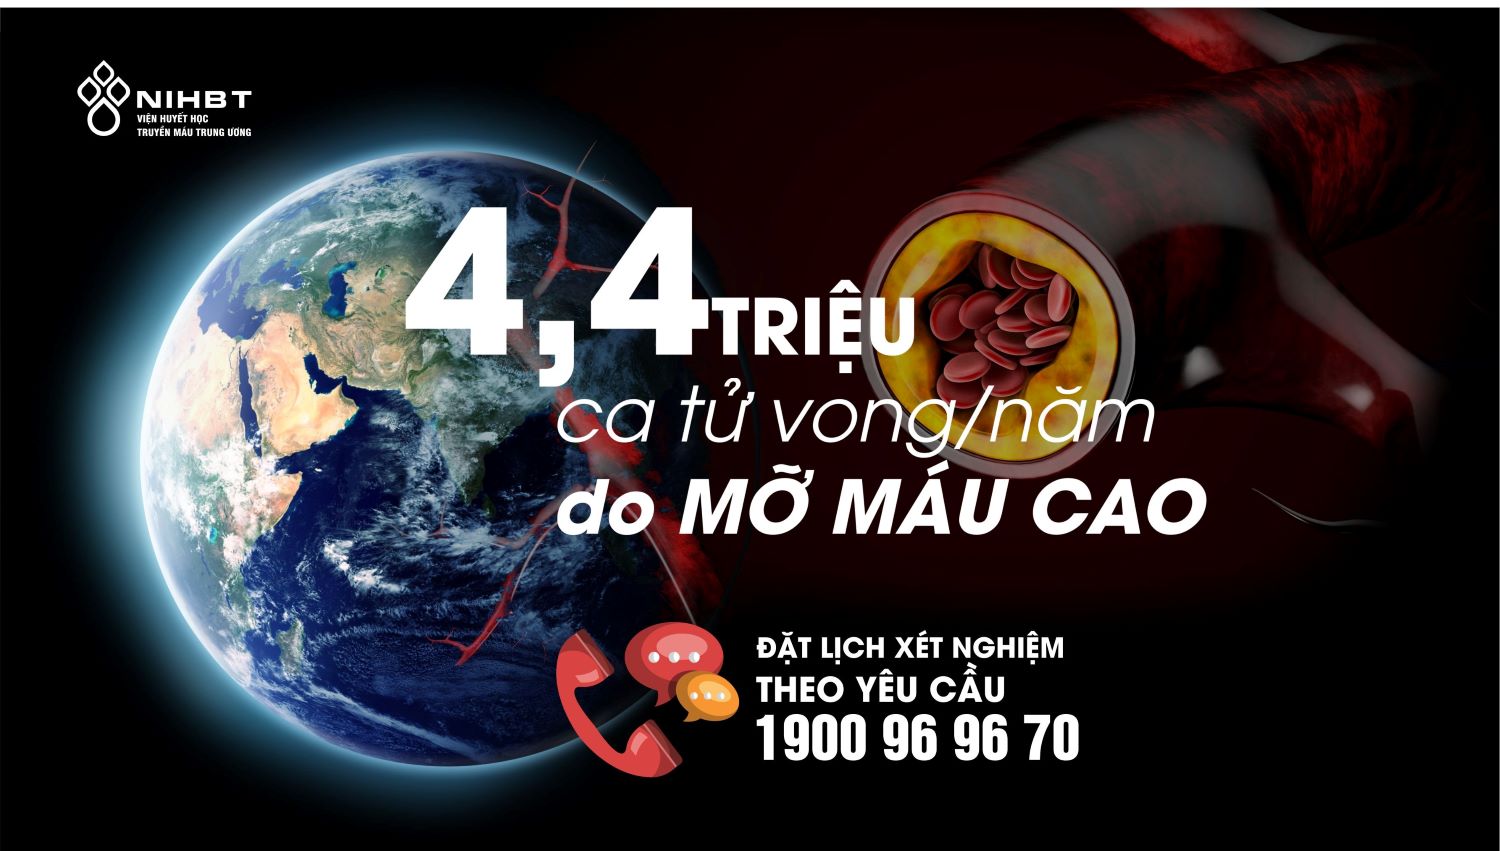 NIHBT
VIỆN HUYẾT HỌC
TRUYỀN MÁU TRUNG ƯƠNG
4,4 TRIỆU
ca tử vong/năm
do MỠ MÁU CAO
ĐẶT LỊCH XÉT NGHIỆM
THEO YÊU CẦU
1900 96 96 70